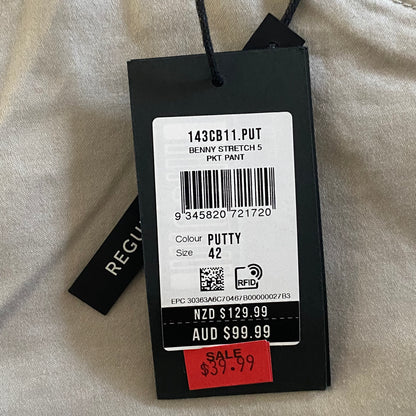 143CB11.PUT
BENNY STRETCH 5
PKT PANT
9 345820 721720
Colour PUTTY
Size 42
RFID
EPC 30363A6C70467B00000027B3
NZD $129.99
AUD $99.99
SALE
$39.99
REGU